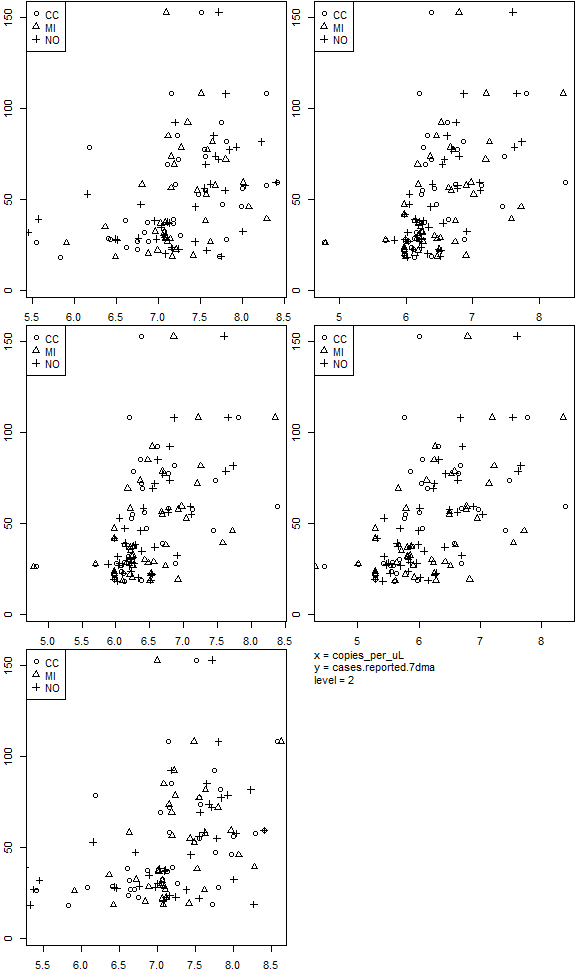 CC
MI
NO
0 50 100 150
5.5 6.0 6.5 7.0 7.5 8.0 8.5
CC
MI
NO
0 50 100 150
5 6 7 8
CC
MI
NO
0 50 100 150
5.0 5.5 6.0 6.5 7.0 7.5 8.0 8.5
CC
MI
NO
0 50 100 150
5 6 7 8
x = copies_per_uL
y = cases.reported.7dma
level = 2
CC
MI
NO
0 50 100 150
5.5 6.0 6.5 7.0 7.5 8.0 8.5